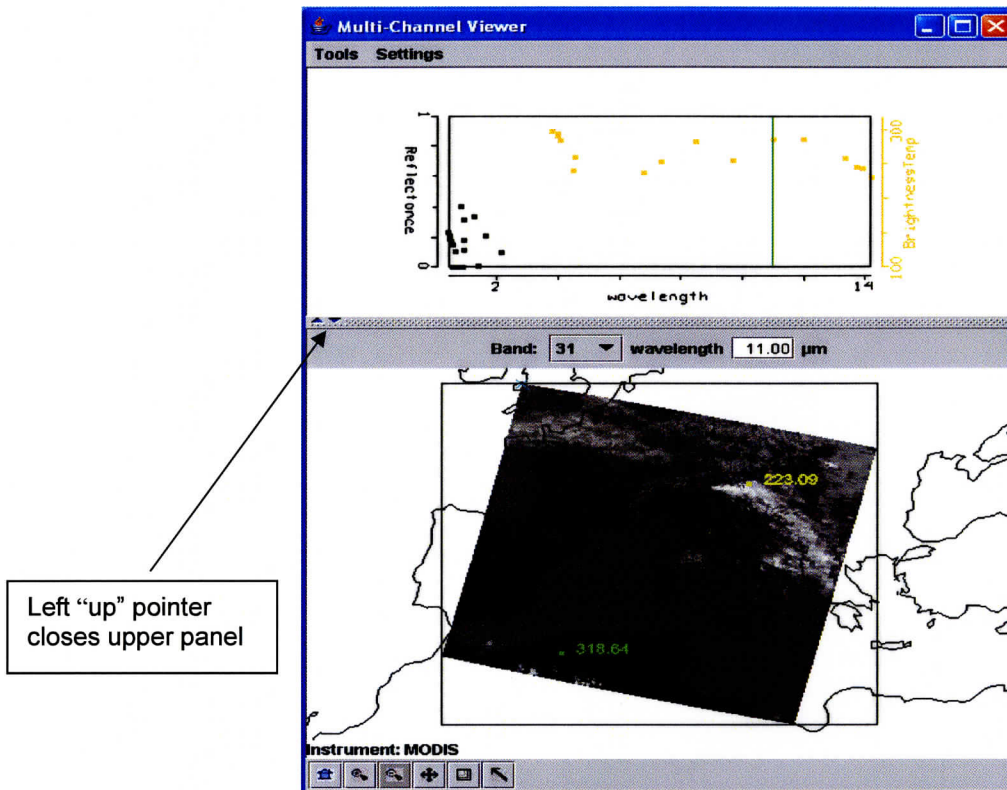 Multi-Channel Viewer
Tools Settings
1
Reflectance
0
300
BrightnessTemp
100
2
14
wavelength
Band: 31 wavelength 11.00 µm
223.09
318.64
Left “up” pointer
closes upper panel
Instrument: MODIS